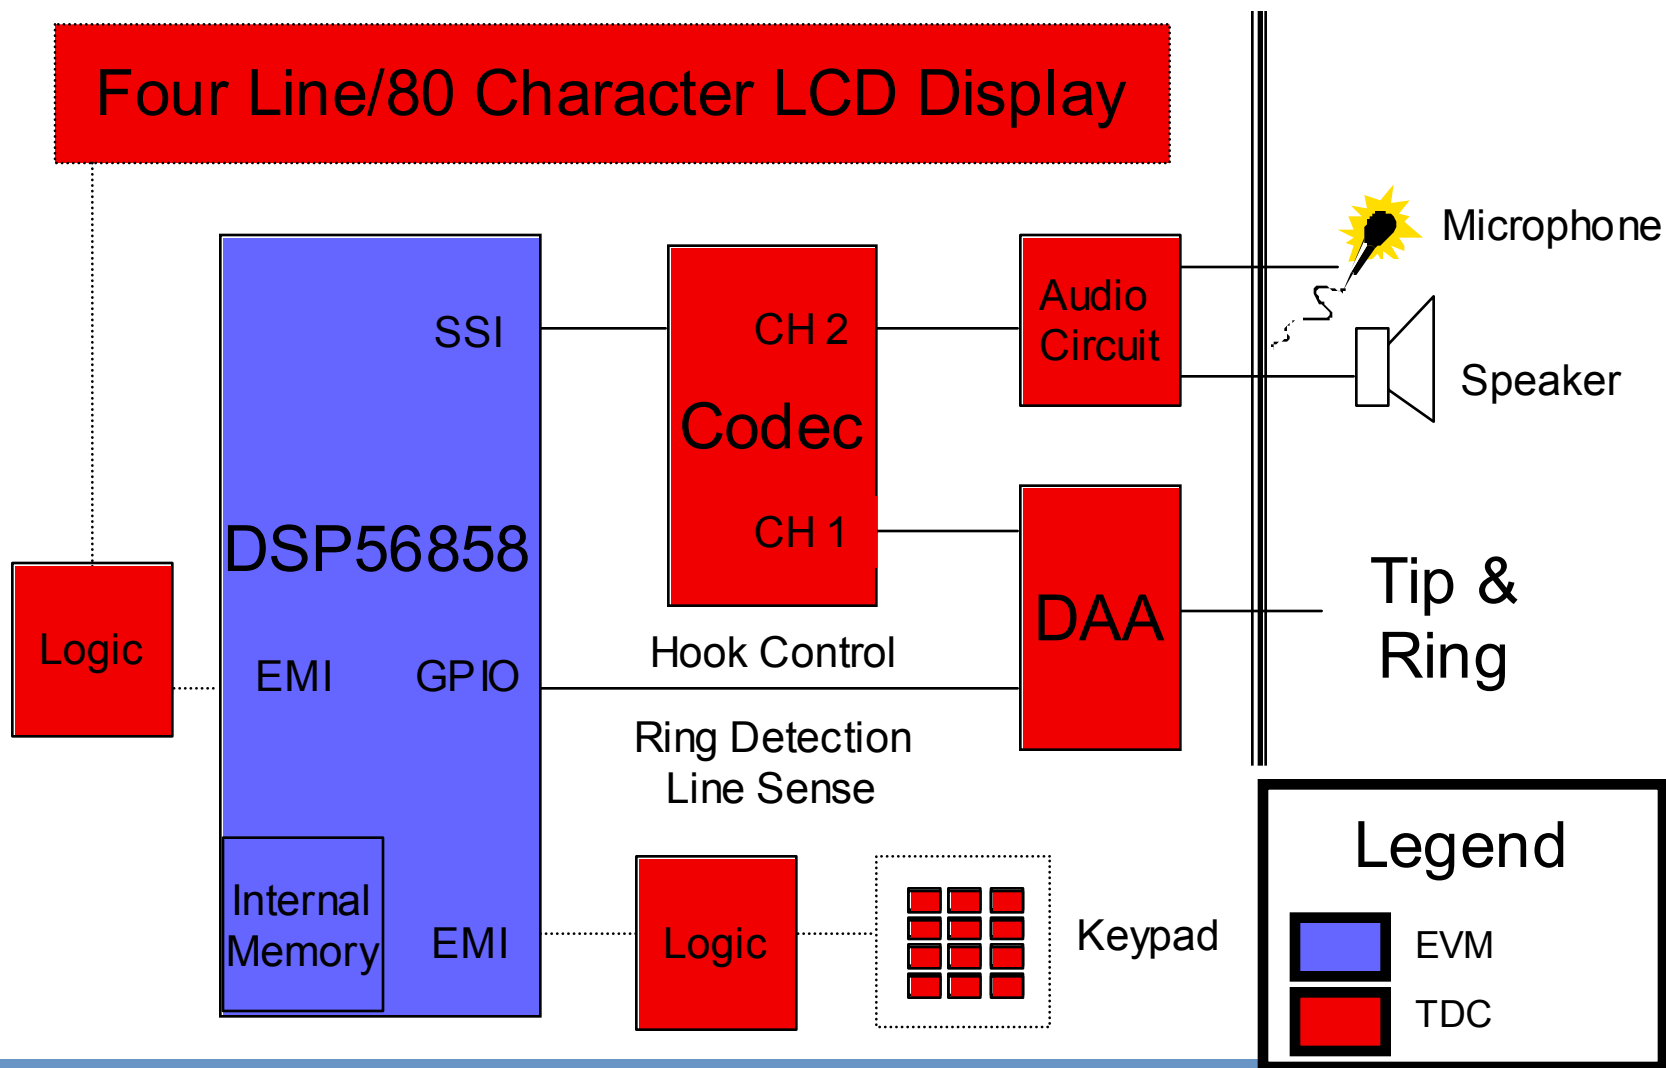 Four Line/80 Character LCD Display
Microphone
Audio
Circuit
SSI
CH 2
Speaker
Codec
DSP56858
CH 1
Tip &
Ring
DAA
Logic
Hook Control
EMI
GPIO
Ring Detection
Line Sense
Legend
Internal
Memory
EMI
Logic
Keypad
EVM
TDC